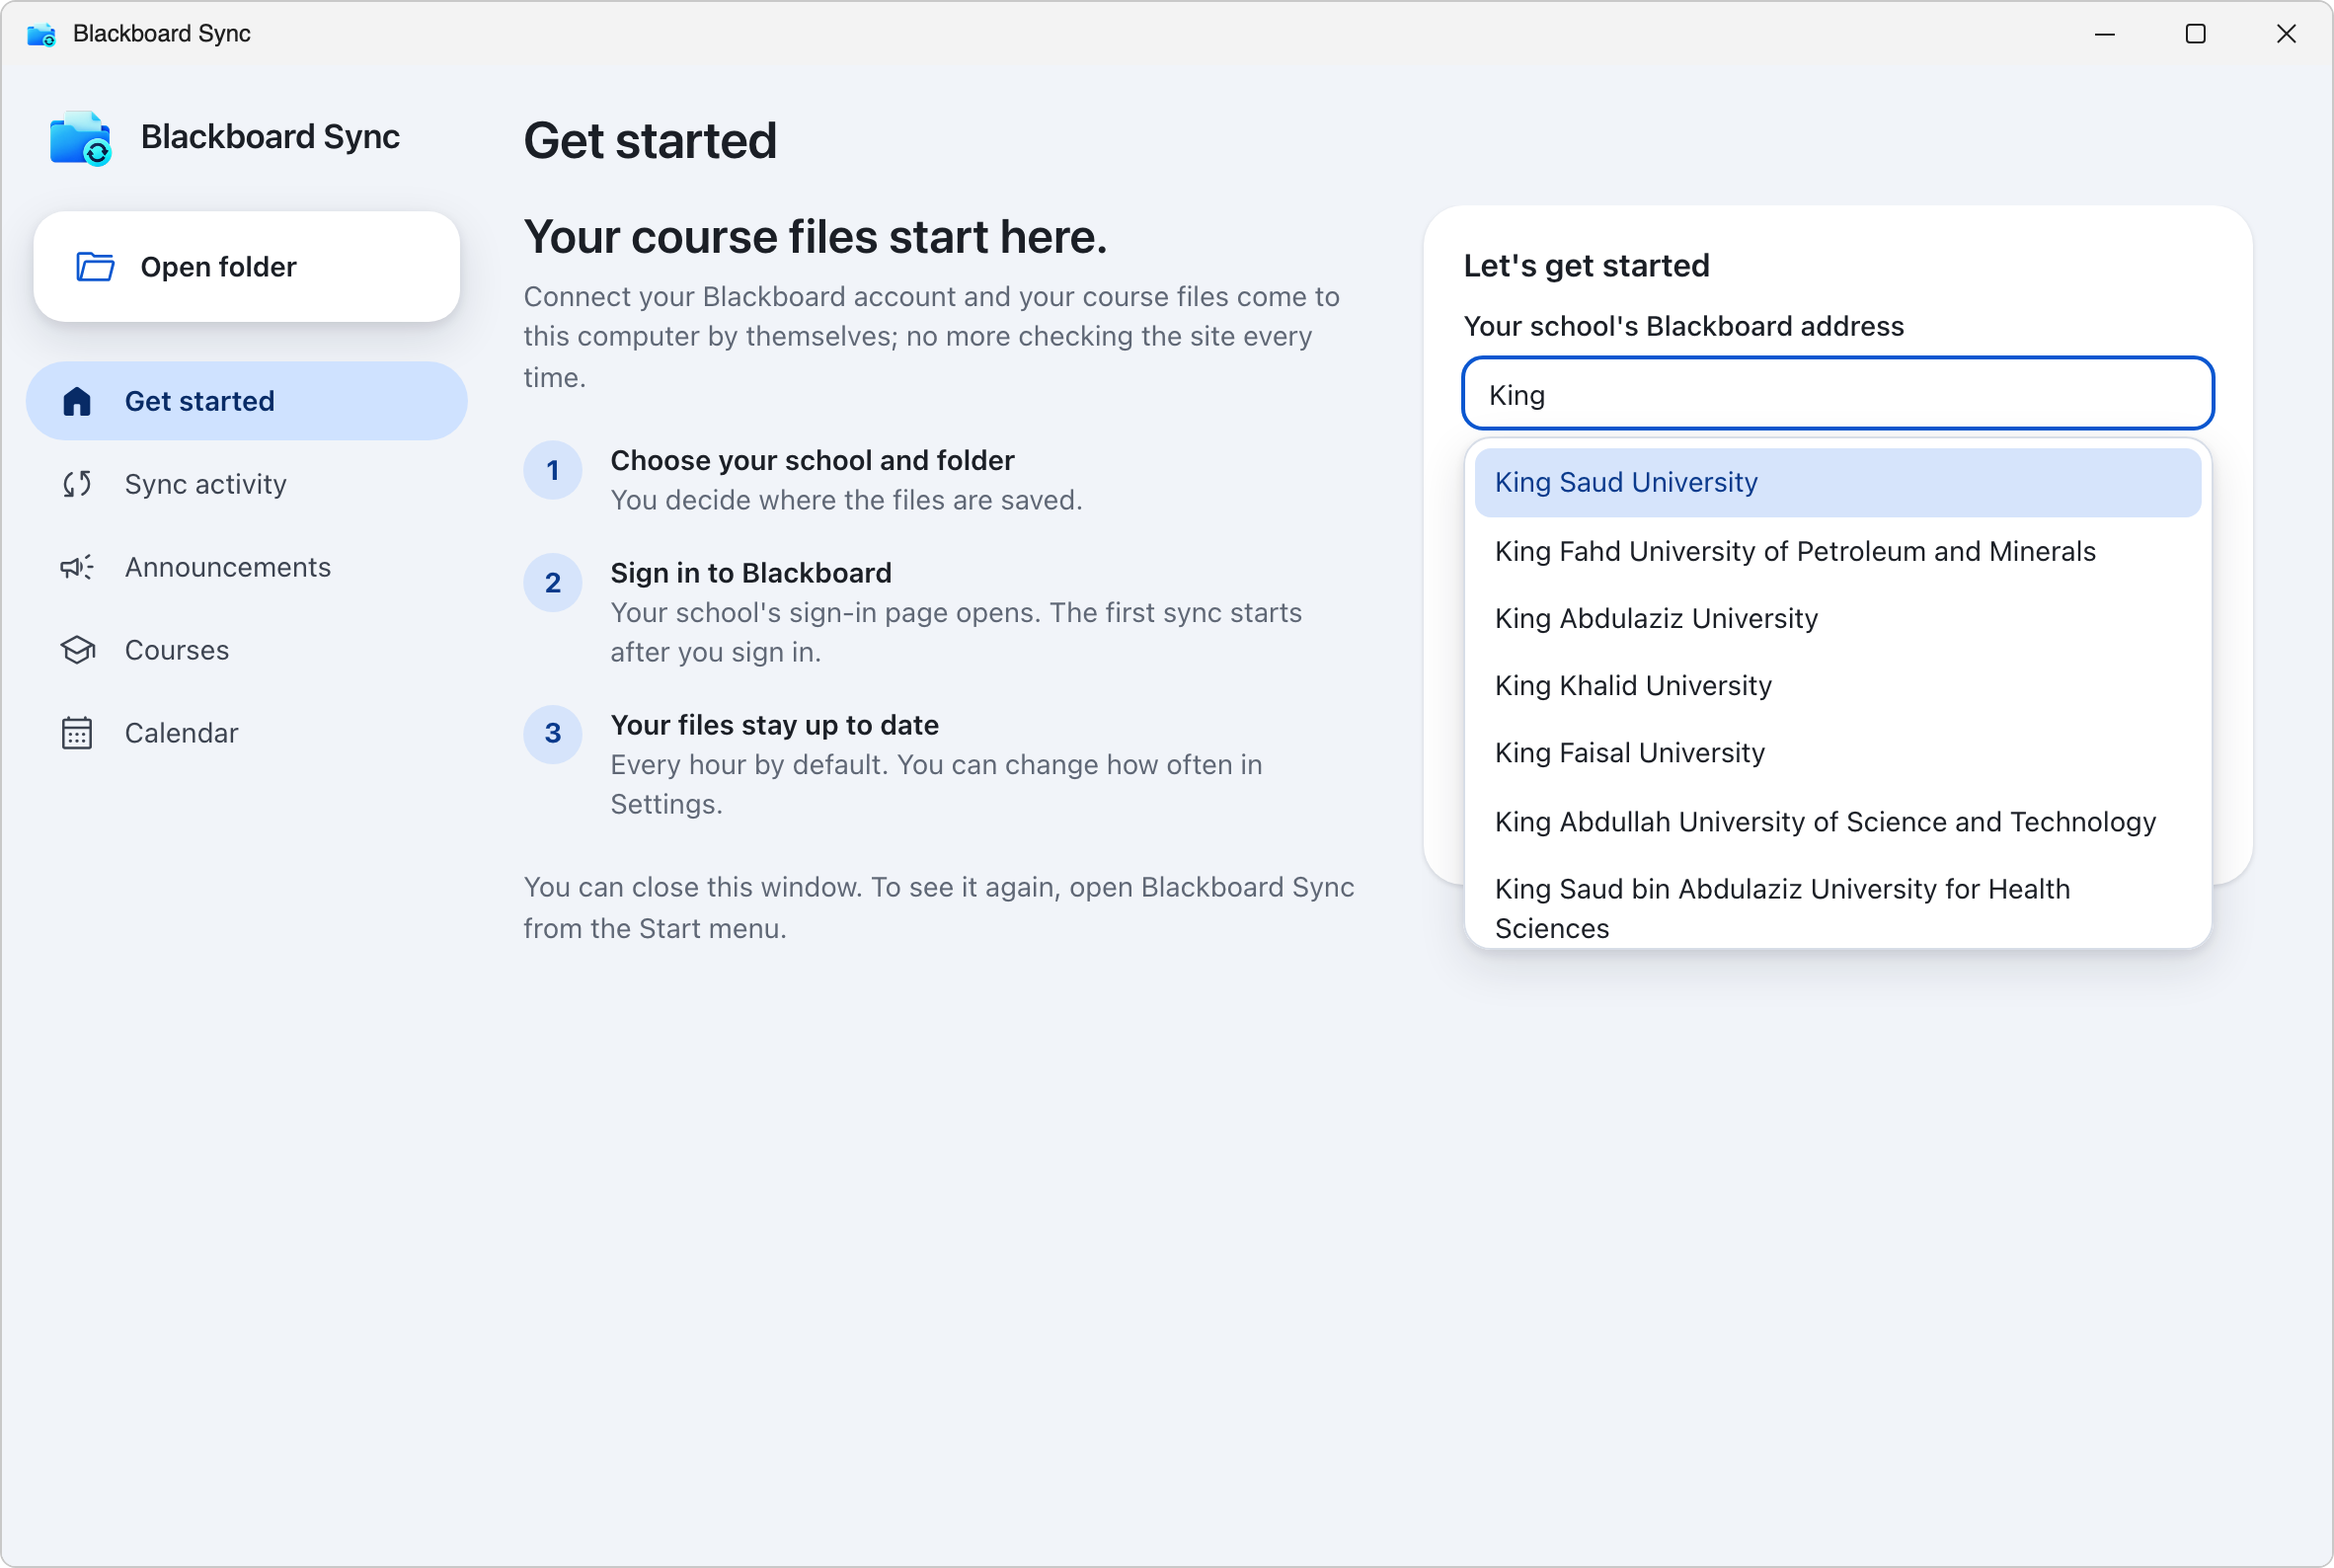 Blackboard Sync
Blackboard Sync
Open folder
Get started
Sync activity
Announcements
Courses
Calendar
Get started
Your course files start here.
Connect your Blackboard account and your course files come to
this computer by themselves; no more checking the site every
time.
1
Choose your school and folder
You decide where the files are saved.
2
Sign in to Blackboard
Your school's sign-in page opens. The first sync starts
after you sign in.
3
Your files stay up to date
Every hour by default. You can change how often in
Settings.
You can close this window. To see it again, open Blackboard Sync
from the Start menu.
Let's get started
Your school's Blackboard address
King
King Saud University
King Fahd University of Petroleum and Minerals
King Abdulaziz University
King Khalid University
King Faisal University
King Abdullah University of Science and Technology
King Saud bin Abdulaziz University for Health
Sciences